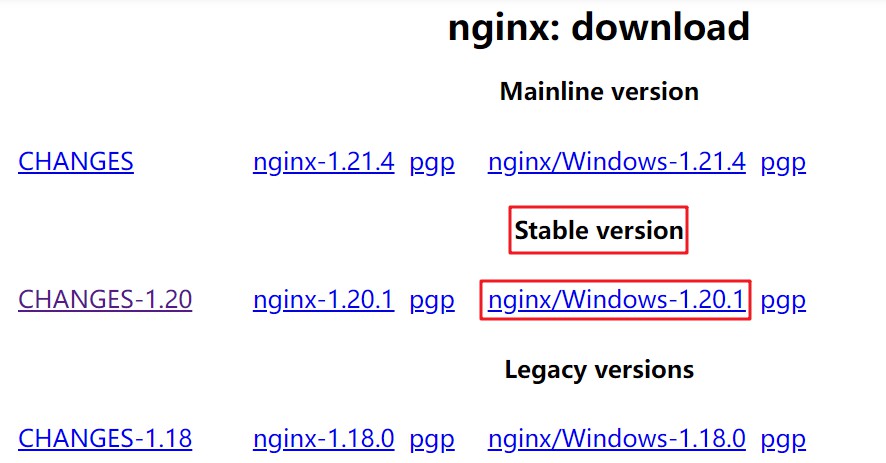 nginx: download
Mainline version
CHANGES nginx-1.21.4 pgp nginx/Windows-1.21.4 pgp
Stable version
CHANGES-1.20 nginx-1.20.1 pgp nginx/Windows-1.20.1 pgp
Legacy versions
CHANGES-1.18 nginx-1.18.0 pgp nginx/Windows-1.18.0 pgp